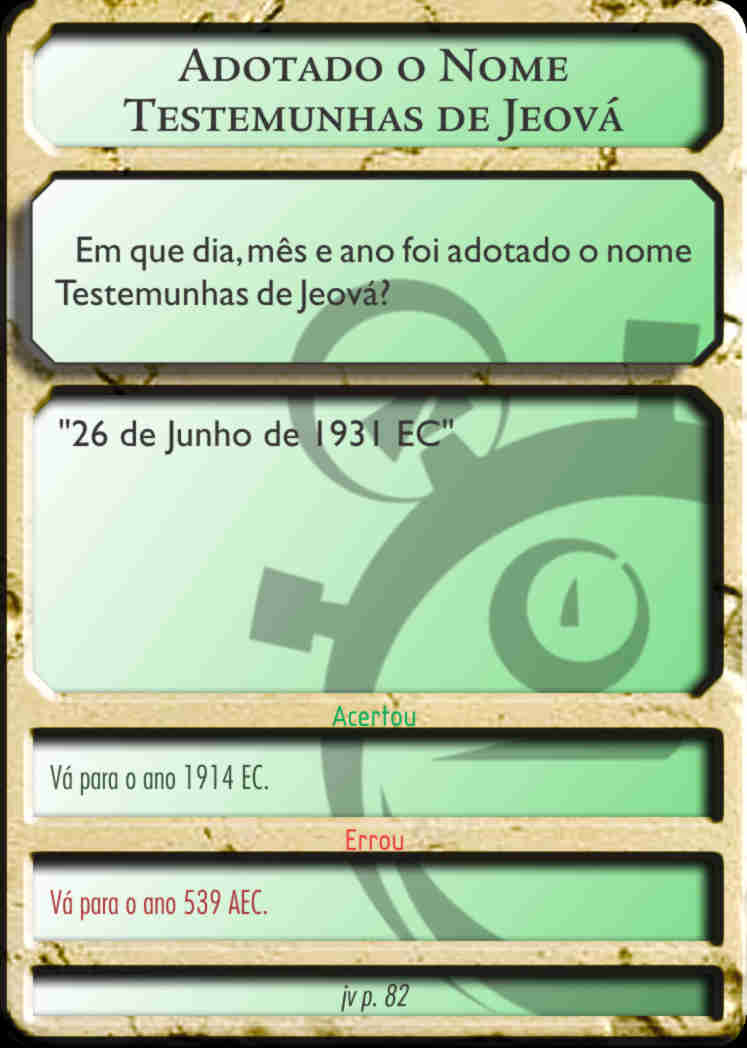 Adotado o Nome
Testemunhas de Jeová
Em que dia, mês e ano foi adotado o nome
Testemunhas de Jeová?
"26 de Junho de 1931 EC"
Acertou
Vá para o ano 1914 EC.
Errou
Vá para o ano 539 AEC.
jv p. 82